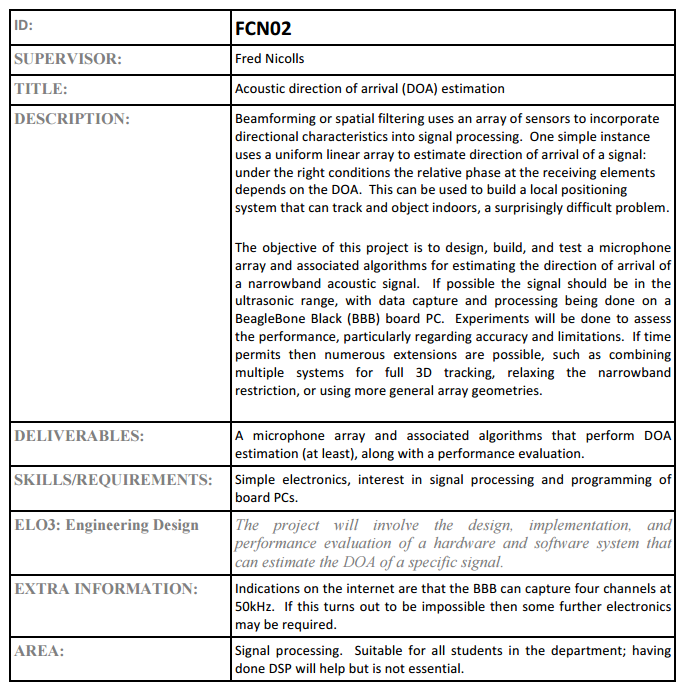 ID:
FCN02
SUPERVISOR:
Fred Nicolls
TITLE:
Acoustic direction of arrival (DOA) estimation
DESCRIPTION:
Beamforming or spatial filtering uses an array of sensors to incorporate
directional characteristics into signal processing. One simple instance
uses a uniform linear array to estimate direction of arrival of a signal:
under the right conditions the relative phase at the receiving elements
depends on the DOA. This can be used to build a local positioning
system that can track and object indoors, a surprisingly difficult problem.
The objective of this project is to design, build, and test a microphone
array and associated algorithms for estimating the direction of arrival of
a narrowband acoustic signal. If possible the signal should be in the
ultrasonic range, with data capture and processing being done on a
BeagleBone Black (BBB) board PC. Experiments will be done to assess
the performance, particularly regarding accuracy and limitations. If time
permits then numerous extensions are possible, such as combining
multiple systems for full 3D tracking, relaxing the narrowband
restriction, or using more general array geometries.
DELIVERABLES:
A microphone array and associated algorithms that perform DOA
estimation (at least), along with a performance evaluation.
SKILLS/REQUIREMENTS:
Simple electronics, interest in signal processing and programming of
board PCs.
ELO3: Engineering Design
The project will involve the design, implementation, and
performance evaluation of a hardware and software system that
can estimate the DOA of a specific signal.
EXTRA INFORMATION:
Indications on the internet are that the BBB can capture four channels at
50kHz. If this turns out to be impossible then some further electronics
may be required.
AREA:
Signal processing. Suitable for all students in the department; having
done DSP will help but is not essential.